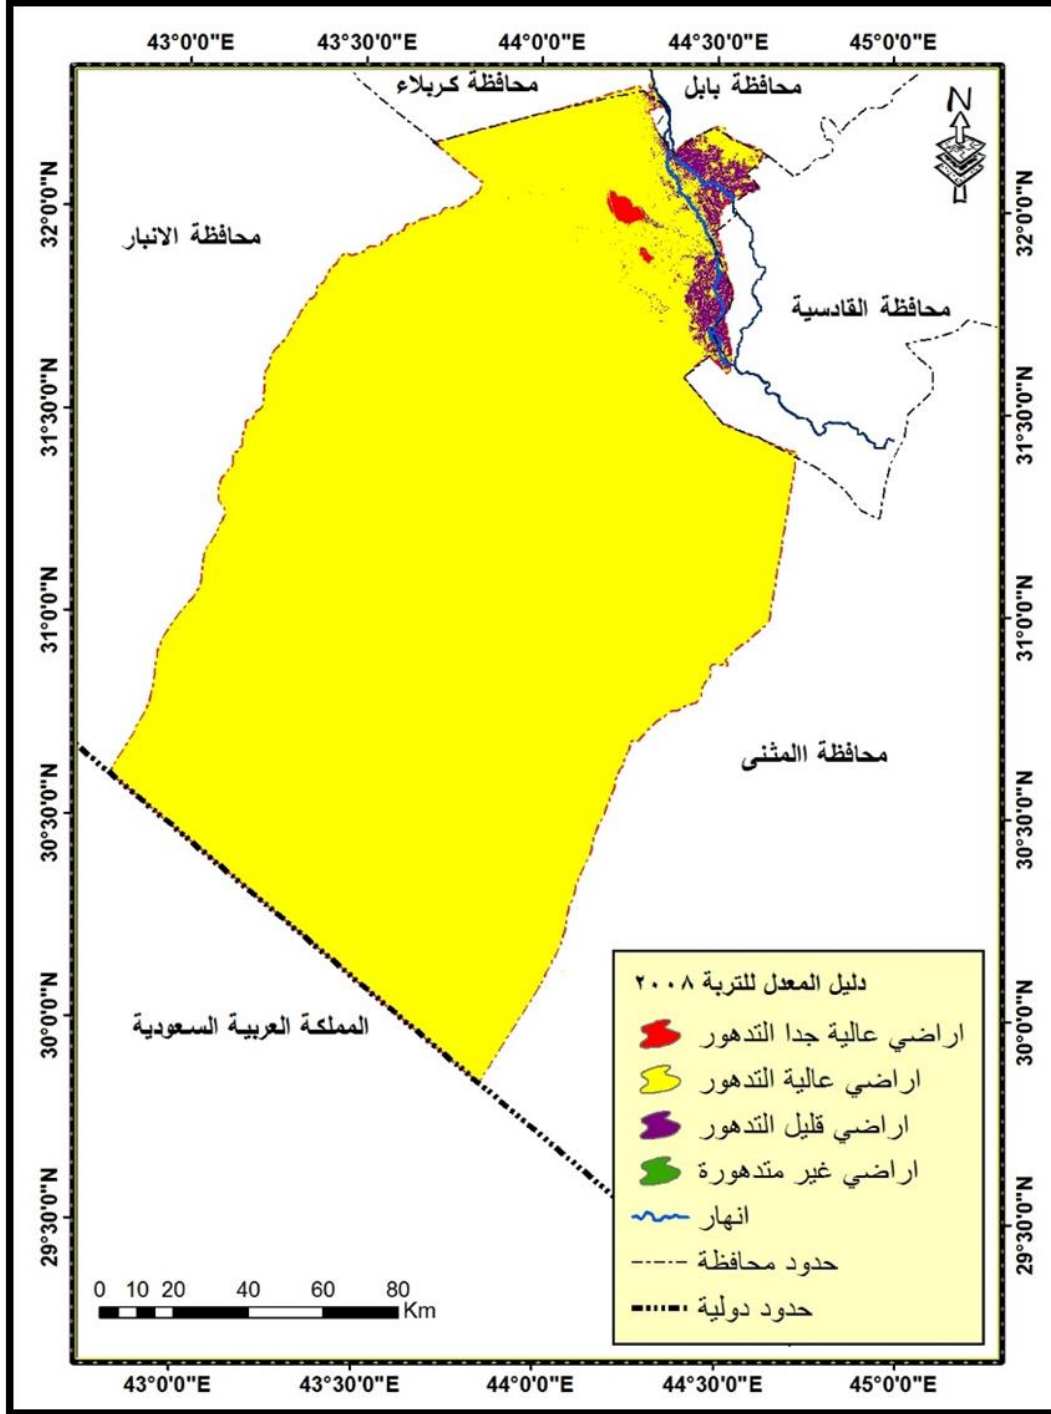 43°0'0"E 43°30'0"E 44°0'0"E 44°30'0"E 45°0'0"E
محافظة كربلاء
محافظة بابل
N
32°0'0"N
32°0'0"N
محافظة الانبار
محافظة القادسية
31°30'0"N
31°30'0"N
31°0'0"N
31°0'0"N
محافظة االمثنى
30°30'0"N
30°30'0"N
المملكة العربية السعودية
30°0'0"N
30°0'0"N
29°30'0"N
29°30'0"N
دليل المعدل للتربة ٢٠٠٨
اراضي عالية جدا التدهور
اراضي عالية التدهور
اراضي قليل التدهور
اراضي غير متدهورة
انهار
حدود محافظة
حدود دولية
0 10 20 40 60 80
Km
43°0'0"E 43°30'0"E 44°0'0"E 44°30'0"E 45°0'0"E